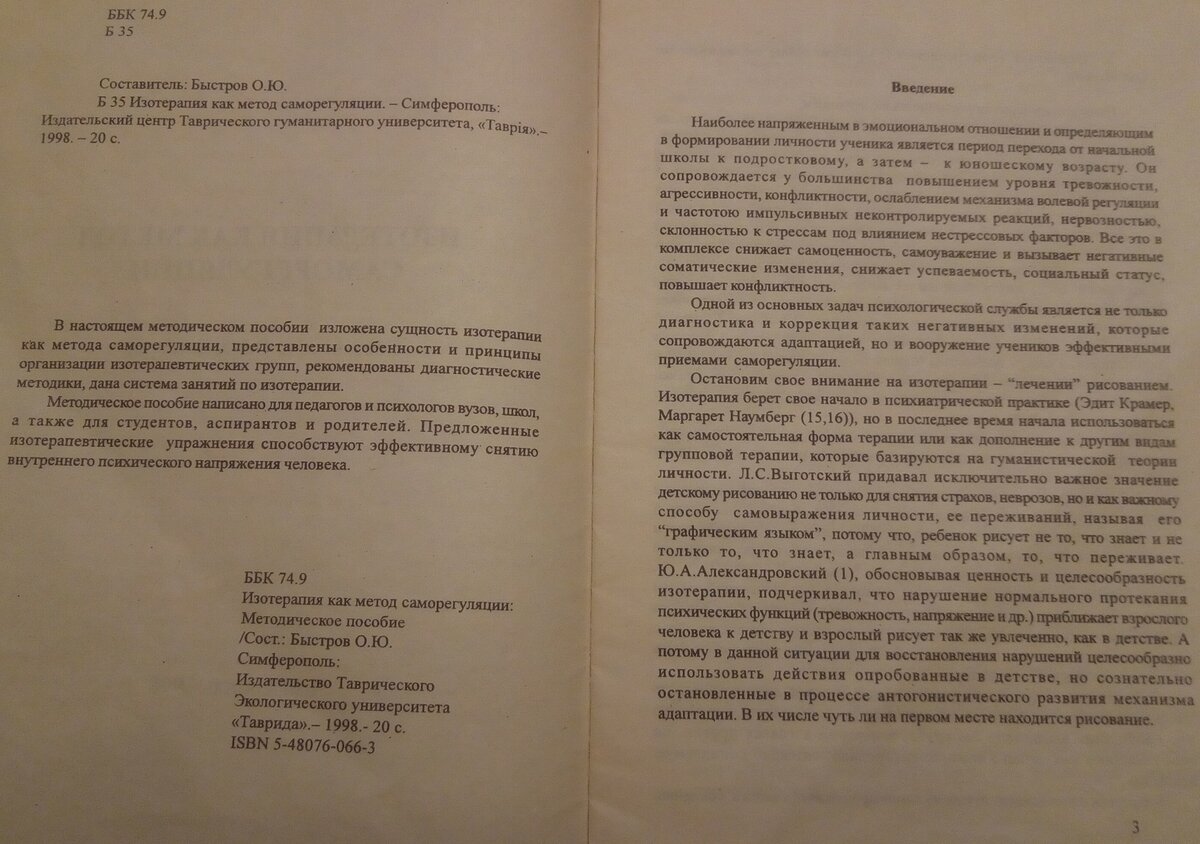 ББК 74.9
Б 35
Составитель: Быстров О.Ю.
Б 35 Изотерапия как метод саморегуляции. – Симферополь:
Издательский центр Таврического гуманитарного университета, «Таврія».–
1998. – 20 с.
В настоящем методическом пособии изложена сущность изотерапии
как метода саморегуляции, представлены особенности и принципы
организации изотерапевтических групп, рекомендованы диагностические
методики, дана система занятий по изотерапии.
Методическое пособие написано для педагогов и психологов вузов, школ,
а также для студентов, аспирантов и родителей. Предложенные
изотерапевтические упражнения способствуют эффективному снятию
внутреннего психического напряжения человека.
ББК 74.9
Изотерапия как метод саморегуляции:
Методическое пособие
/Сост.: Быстров О.Ю.
Симферополь:
Издательство Таврического
Экологического университета
«Таврида».– 1998.- 20 с.
ISBN 5-48076-066-3
Введение
Наиболее напряженным в эмоциональном отношении и определяющим
в формировании личности ученика является период перехода от начальной
школы к подростковому, а затем – к юношескому возрасту. Он
сопровождается у большинства повышением уровня тревожности,
агрессивности, конфликтности, ослаблением механизма волевой регуляции
и частотою импульсивных неконтролируемых реакций, нервозностью,
склонностью к стрессам под влиянием нестрессовых факторов. Все это в
комплексе снижает самоценность, самоуважение и вызывает негативные
соматические изменения, снижает успеваемость, социальный статус,
повышает конфликтность.
Одной из основных задач психологической службы является не только
диагностика и коррекция таких негативных изменений, которые
сопровождаются адаптацией, но и вооружение учеников эффективными
приемами саморегуляции.
Остановим свое внимание на изотерапии – “лечении” рисованием.
Изотерапия берет свое начало в психиатрической практике (Эдит Крамер,
Маргарет Наумберг (15,16)), но в последнее время начала использоваться
как самостоятельная форма терапии или как дополнение к другим видам
групповой терапии, которые базируются на гуманистической теории
личности. Л.С.Выготский придавал исключительно важное значение
детскому рисованию не только для снятия страхов, неврозов, но и как важному
способу самовыражения личности, ее переживаний, называя его
“графическим языком”, потому что, ребенок рисует не то, что знает и не
только то, что знает, а главным образом, то, что переживает.
Ю.А.Александровский (1), обосновывая ценность и целесообразность
изотерапии, подчеркивал, что нарушение нормального протекания
психических функций (тревожность, напряжение и др.) приближает взрослого
человека к детству и взрослый рисует так же увлеченно, как в детстве. А
потому в данной ситуации для восстановления нарушений целесообразно
использовать действия опробованные в детстве, но сознательно
остановленные в процессе антогонистического развития механизма
адаптации. В их числе чуть ли на первом месте находится рисование.
3